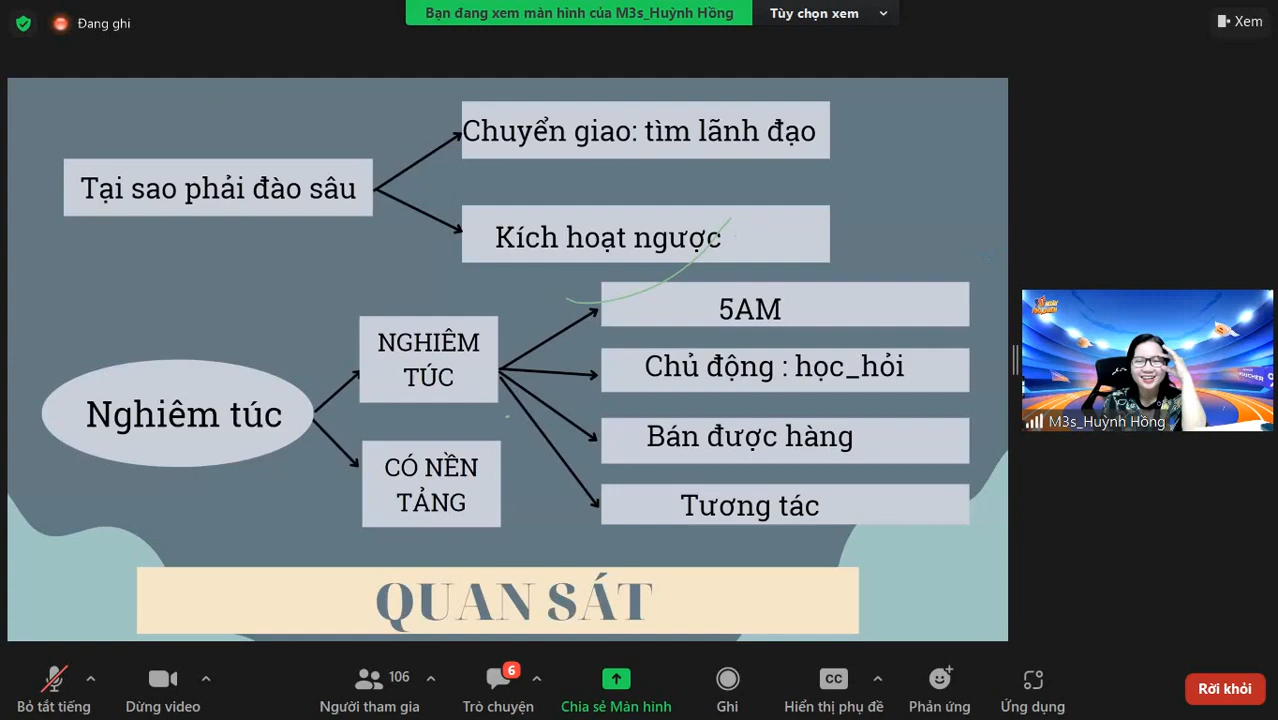 Đang ghi
Bạn đang xem màn hình của M3s_Huỳnh Hồng
Tùy chọn xem
Xem
Chuyển giao: tìm lãnh đạo
Tại sao phải đào sâu
Kích hoạt ngược
5AM
NGHIÊM
TÚC
Chủ động : học_hỏi
Nghiêm túc
Bán được hàng
CÓ NỀN
TẢNG
Tương tác
QUAN SÁT
M3s_Huỳnh Hồng
Bỏ tắt tiếng
Dừng video
106
Người tham gia
6
Trò chuyện
Chia sẻ Màn hình
Ghi
CC
Hiển thị phụ đề
Phản ứng
Ứng dụng
Rời khỏi